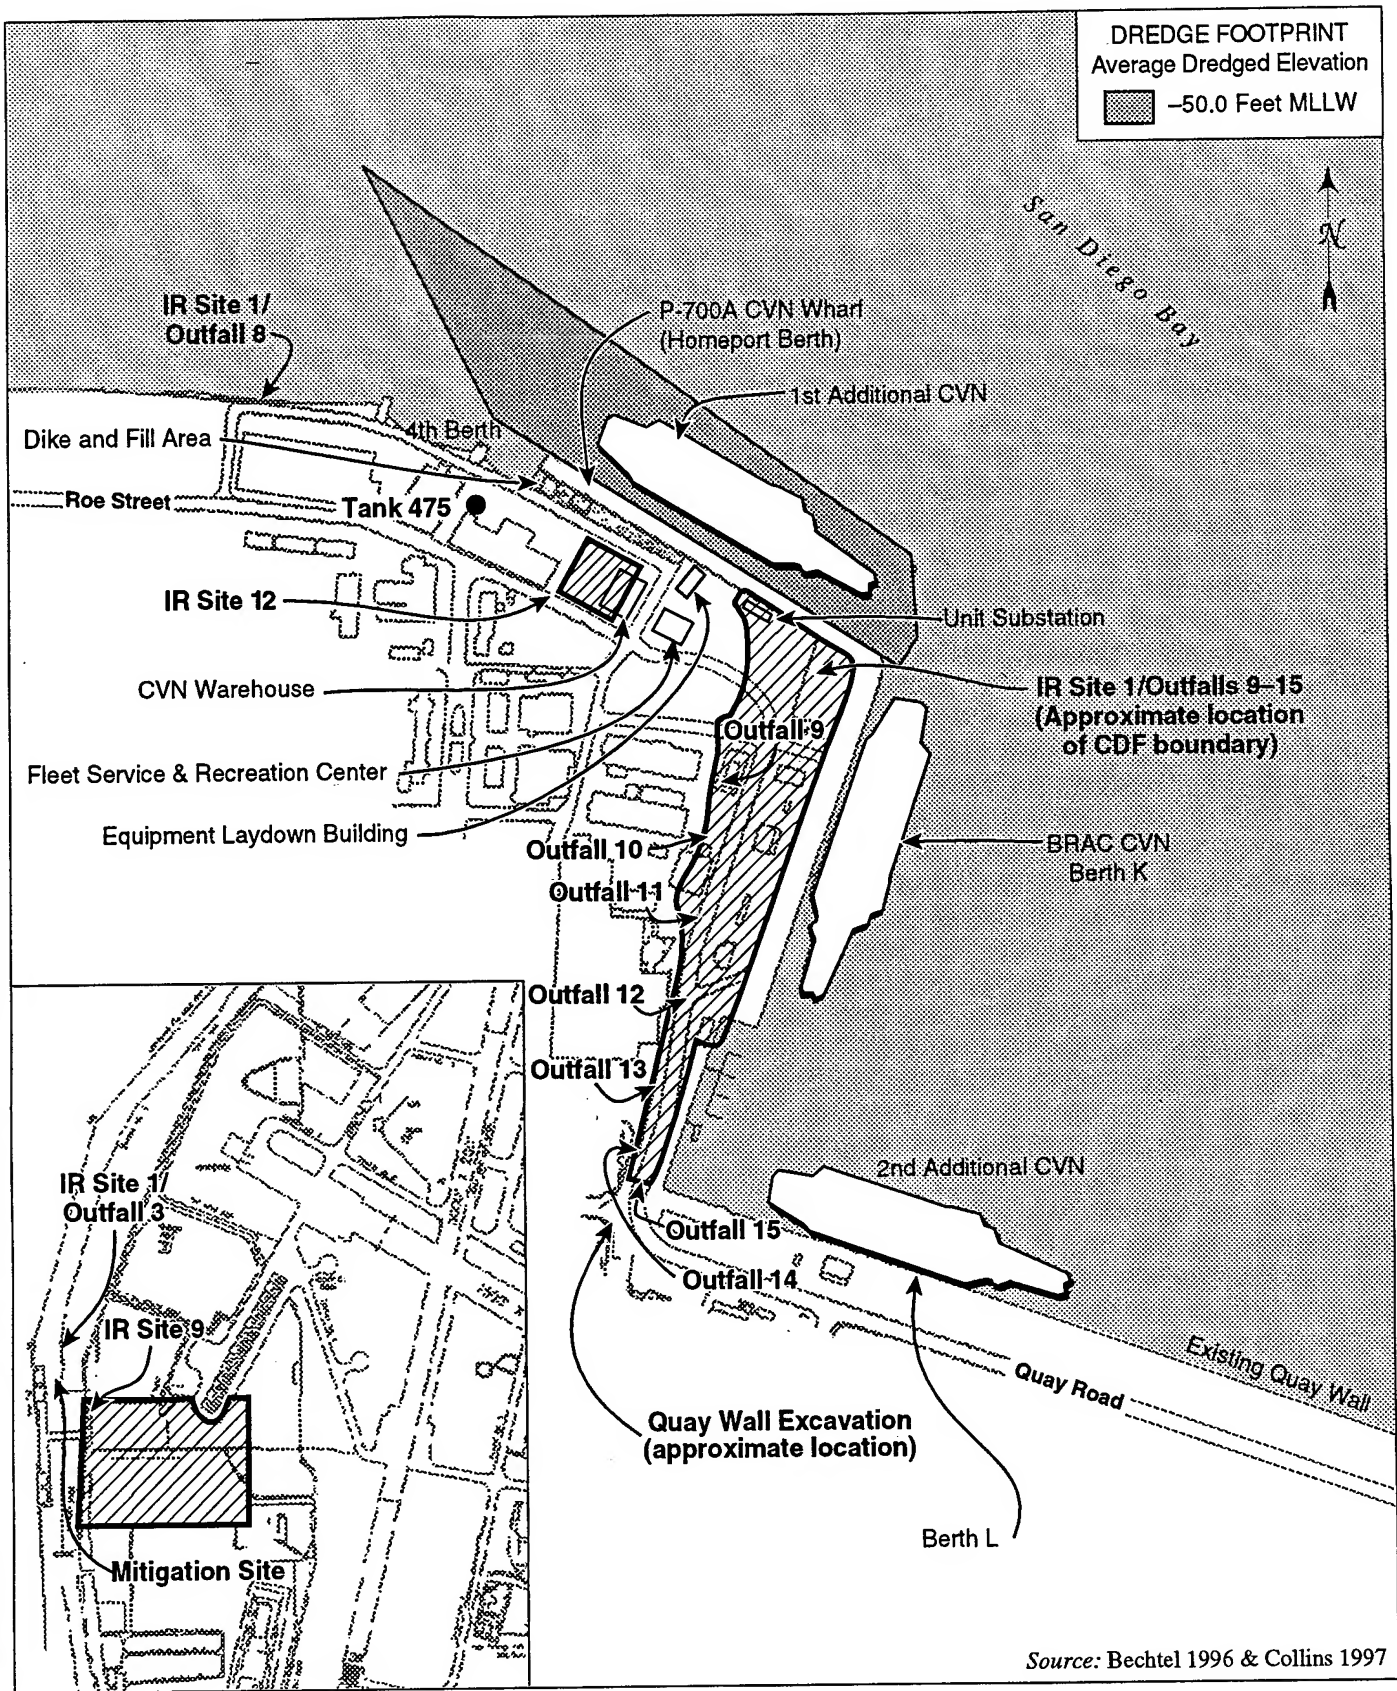 DREDGE FOOTPRINT
Average Dredged Elevation
–50.0 Feet MLLW
San Diego Bay
N
IR Site 1/
Outfall 8
P-700A CVN Wharf
(Homeport Berth)
1st Additional CVN
4th Berth
Dike and Fill Area
Roe Street
Tank 475
IR Site 12
Unit Substation
CVN Warehouse
IR Site 1/Outfalls 9–15
(Approximate location
of CDF boundary)
Outfall 9
Fleet Service & Recreation Center
Equipment Laydown Building
Outfall 10
BRAC CVN
Berth K
Outfall 11
Outfall 12
Outfall 13
2nd Additional CVN
Outfall 15
Outfall 14
Existing Quay Wall
Quay Road
Quay Wall Excavation
(approximate location)
Berth L
IR Site 1/
Outfall 3
IR Site 9
Mitigation Site
Source: Bechtel 1996 & Collins 1997